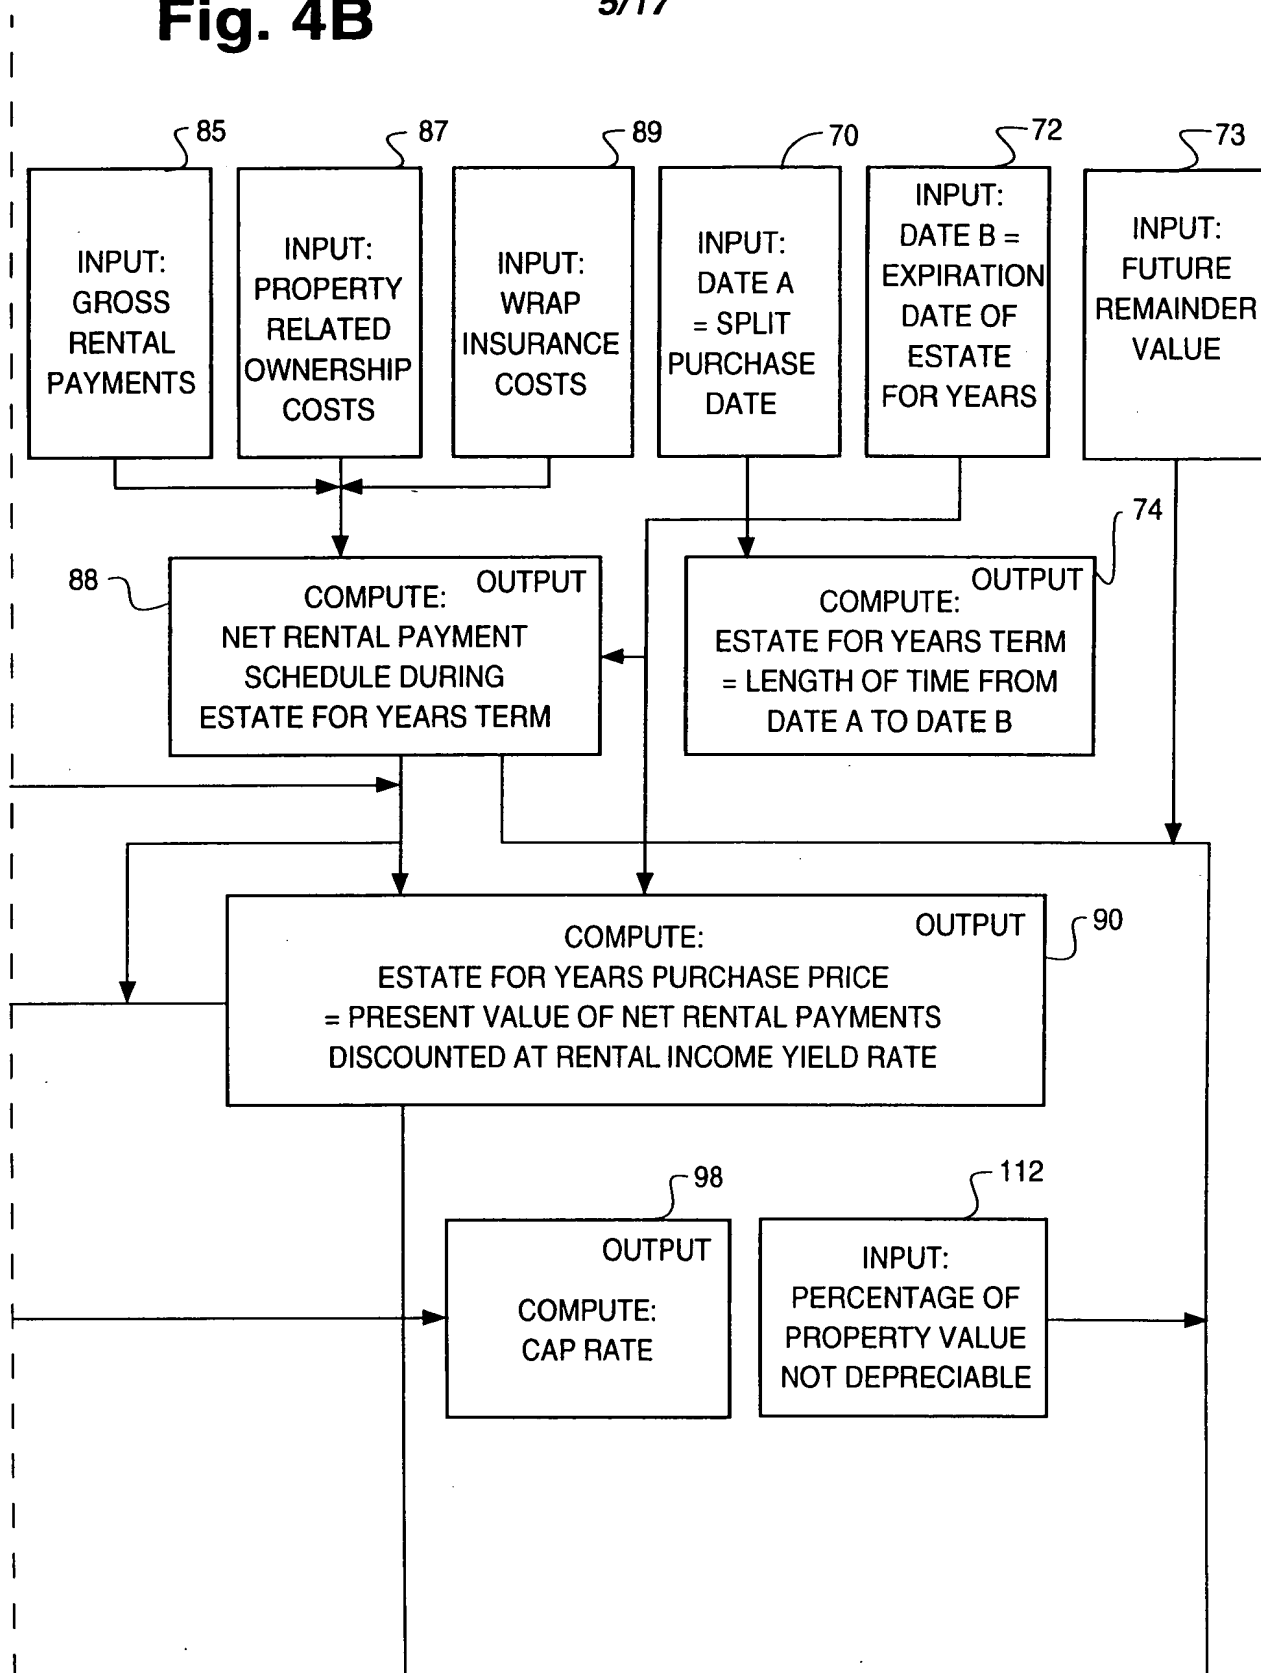 Fig. 4B
5/17
85
87
89
70
72
73
INPUT:
GROSS
RENTAL
PAYMENTS
INPUT:
PROPERTY
RELATED
OWNERSHIP
COSTS
INPUT:
WRAP
INSURANCE
COSTS
INPUT:
DATE A
= SPLIT
PURCHASE
DATE
INPUT:
DATE B =
EXPIRATION
DATE OF
ESTATE
FOR YEARS
INPUT:
FUTURE
REMAINDER
VALUE
88
OUTPUT
COMPUTE:
NET RENTAL PAYMENT
SCHEDULE DURING
ESTATE FOR YEARS TERM
74
OUTPUT
COMPUTE:
ESTATE FOR YEARS TERM
= LENGTH OF TIME FROM
DATE A TO DATE B
90
OUTPUT
COMPUTE:
ESTATE FOR YEARS PURCHASE PRICE
= PRESENT VALUE OF NET RENTAL PAYMENTS
DISCOUNTED AT RENTAL INCOME YIELD RATE
98
OUTPUT
COMPUTE:
CAP RATE
112
INPUT:
PERCENTAGE OF
PROPERTY VALUE
NOT DEPRECIABLE